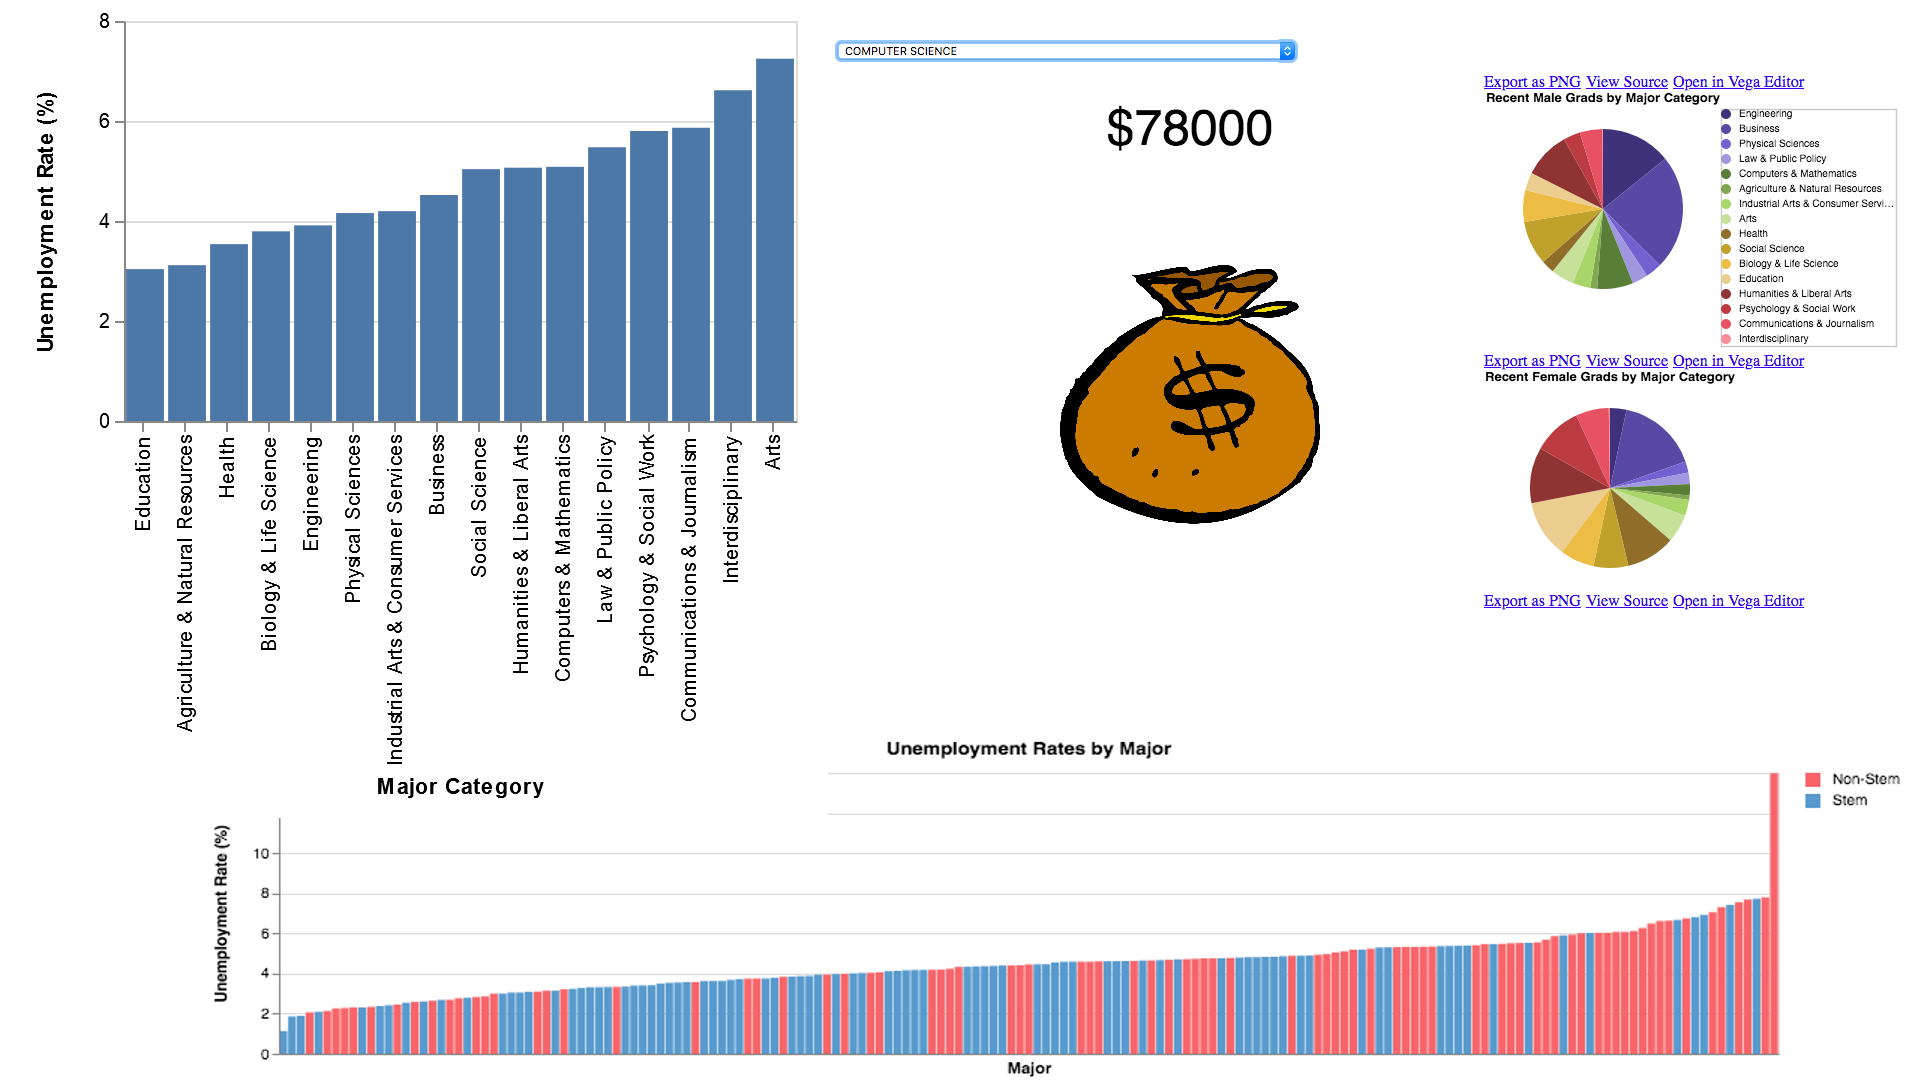 8
6
4
2
0
Unemployment Rate (%)
Education
Agriculture & Natural Resources
Health
Biology & Life Science
Engineering
Physical Sciences
Industrial Arts & Consumer Services
Business
Social Science
Humanities & Liberal Arts
Computers & Mathematics
Law & Public Policy
Psychology & Social Work
Communications & Journalism
Interdisciplinary
Arts
Major Category
COMPUTER SCIENCE
$78000
$
Export as PNG View Source Open in Vega Editor
Recent Male Grads by Major Category
Engineering
Business
Physical Sciences
Law & Public Policy
Computers & Mathematics
Agriculture & Natural Resources
Industrial Arts & Consumer Servi…
Arts
Health
Social Science
Biology & Life Science
Education
Humanities & Liberal Arts
Psychology & Social Work
Communications & Journalism
Interdisciplinary
Export as PNG View Source Open in Vega Editor
Recent Female Grads by Major Category
Export as PNG View Source Open in Vega Editor
Unemployment Rates by Major
Non-Stem
Stem
Unemployment Rate (%)
10
8
6
4
2
0
Major